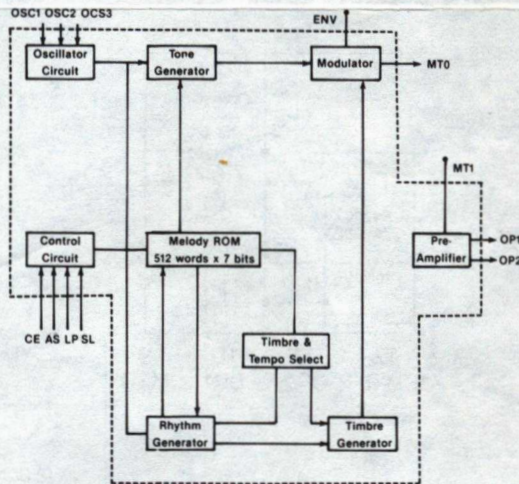 OSC1 OSC2 OCS3
ENV
Oscillator
Circuit
Tone
Generator
Modulator
MT0
MT1
Control
Circuit
Melody ROM
512 words x 7 bits
Pre-
Amplifier
OP1
OP2
CE AS LP SL
Timbre &
Tempo Select
Rhythm
Generator
Timbre
Generator